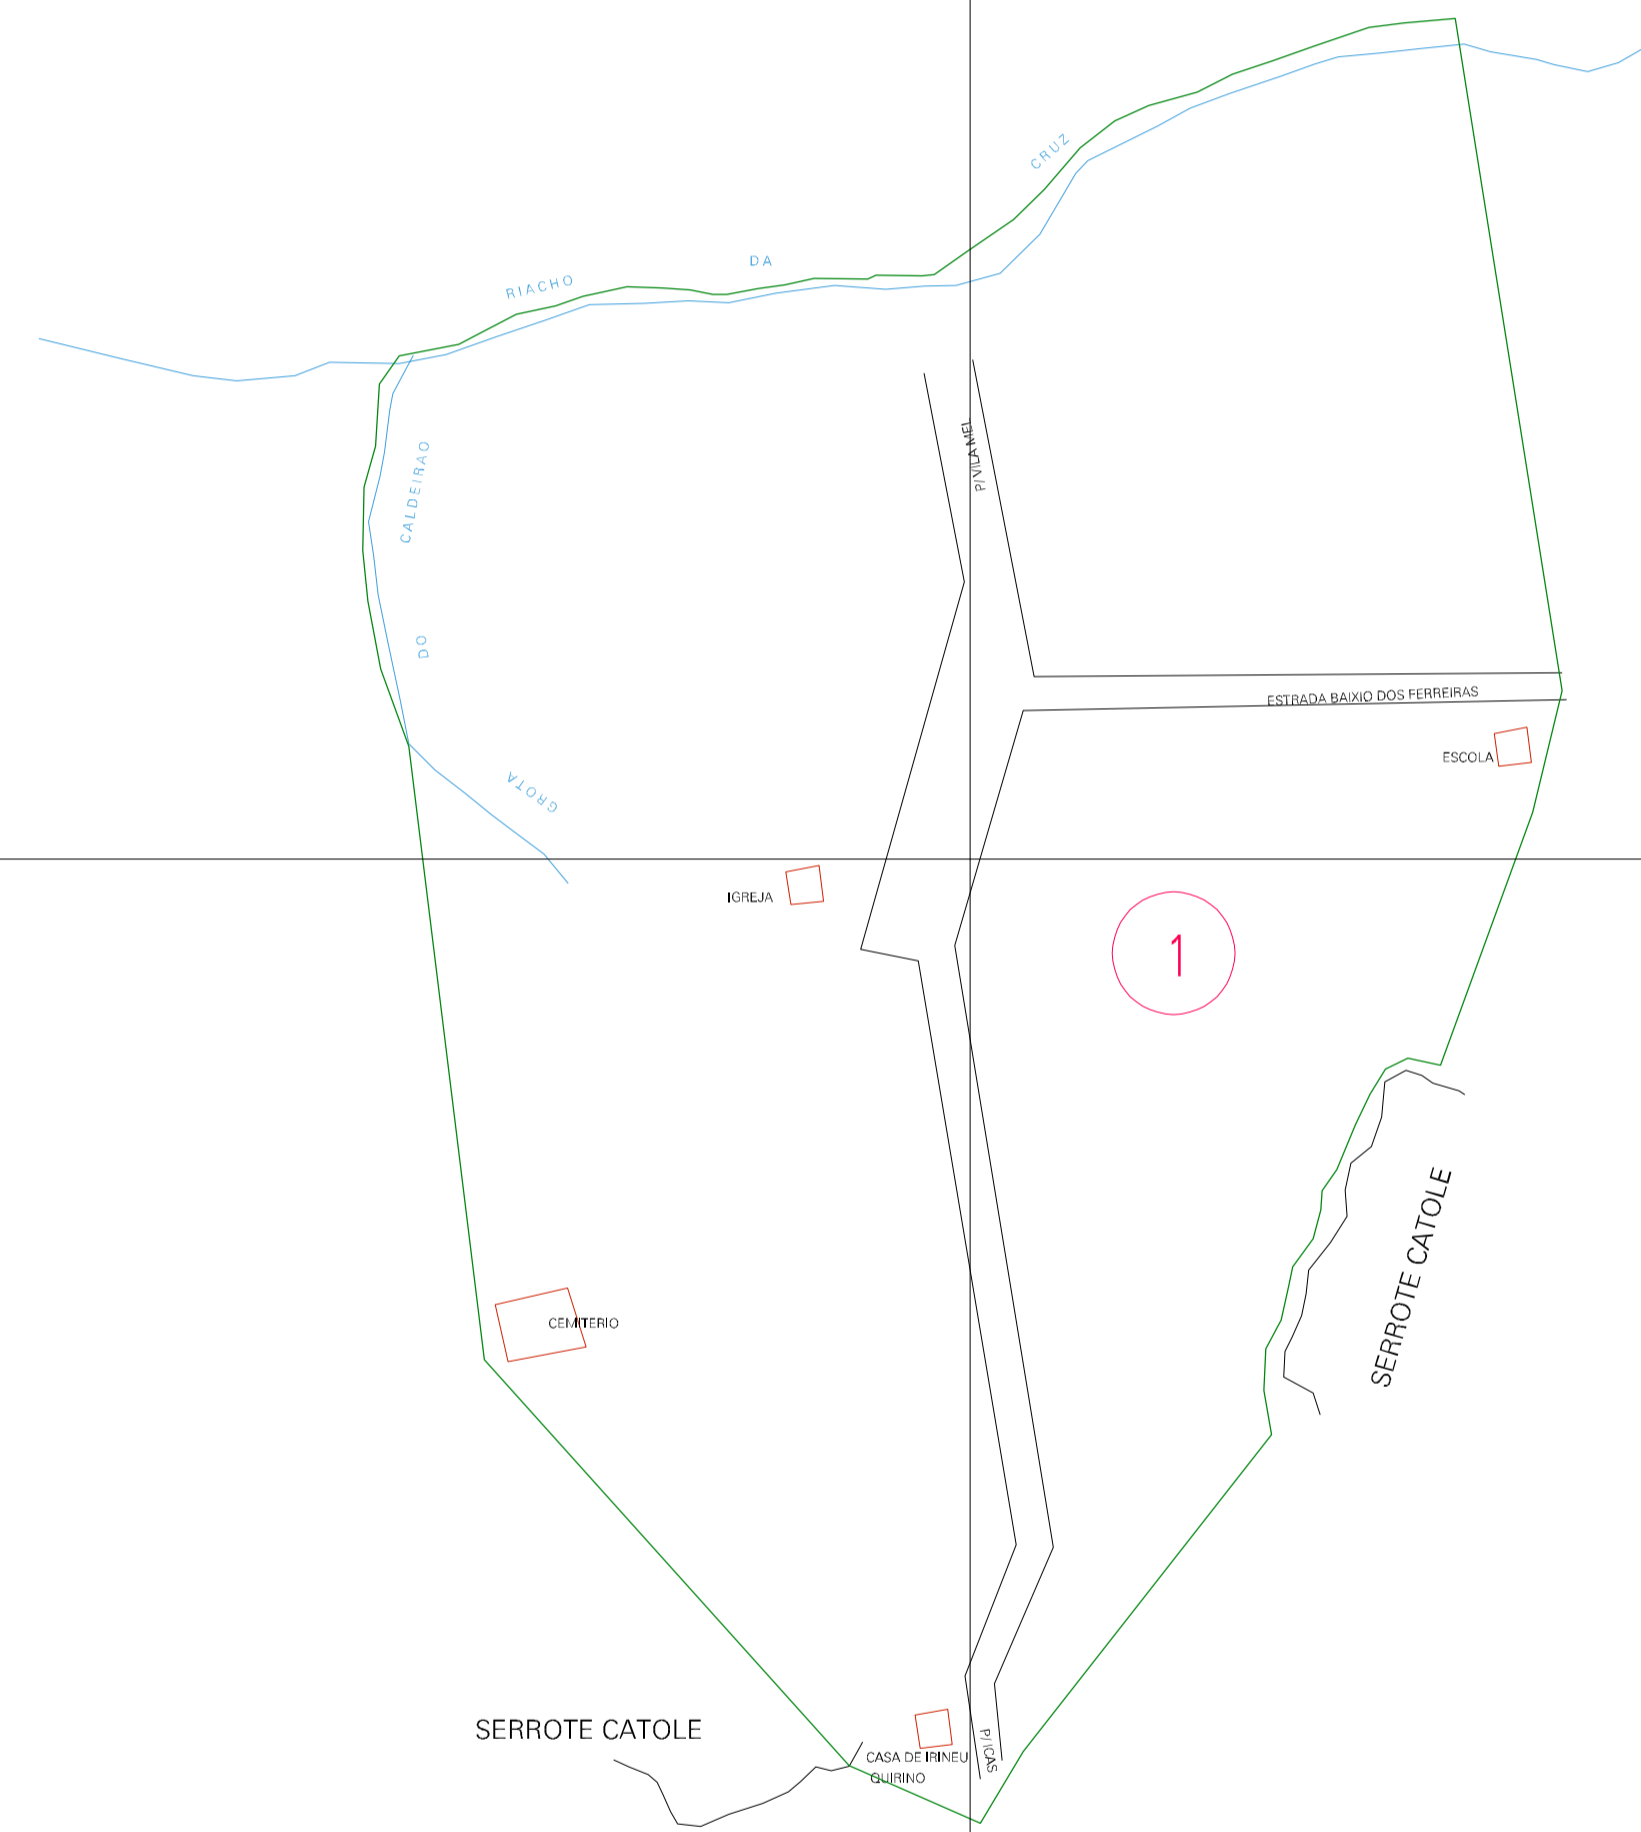 CRUZ
DA
RIACHO
P/VILA MEL
CALDEIRAO
DO
ESTRADA BAIXIO DOS FERREIRAS
ESCOLA
GROTA
IGREJA
1
SERROTE CATOLE
CEMITERIO
SERROTE CATOLE
P/ICAS
CASA DE IRINEU
QUIRINO